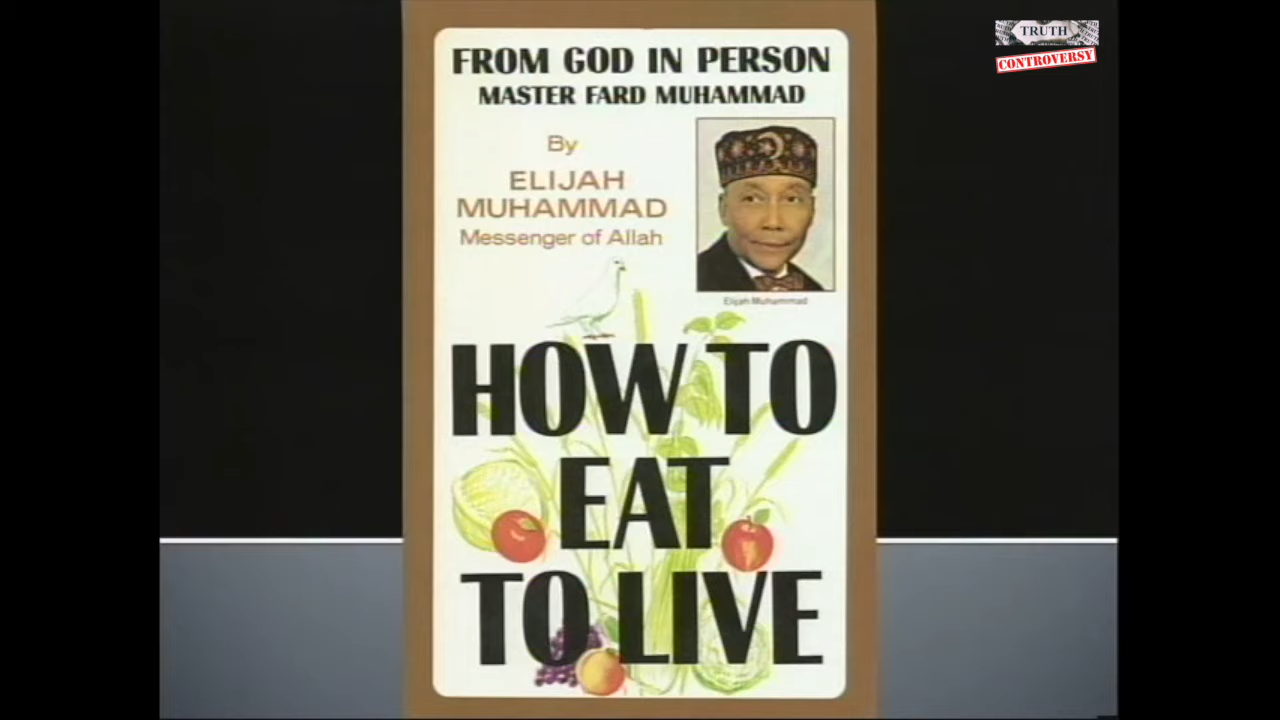 TRUTH
CONTROVERSY
FROM GOD IN PERSON
MASTER FARD MUHAMMAD
By
ELIJAH
MUHAMMAD
Messenger of Allah
Elijah Muhammad
HOW TO
EAT
TO LIVE